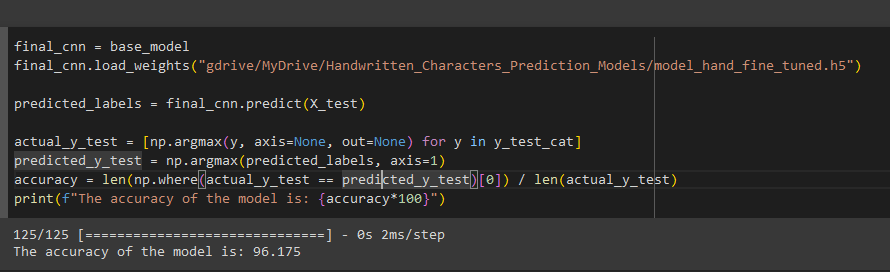 final_cnn = base_model
final_cnn.load_weights("gdrive/MyDrive/Handwritten_Characters_Prediction_Models/model_hand_fine_tuned.h5")
predicted_labels = final_cnn.predict(X_test)
actual_y_test = [np.argmax(y, axis=None, out=None) for y in y_test_cat]
predicted_y_test = np.argmax(predicted_labels, axis=1)
accuracy = len(np.where(actual_y_test == predicted_y_test)[0]) / len(actual_y_test)
print(f"The accuracy of the model is: {accuracy*100}")
125/125 [==============================] - 0s 2ms/step
The accuracy of the model is: 96.175